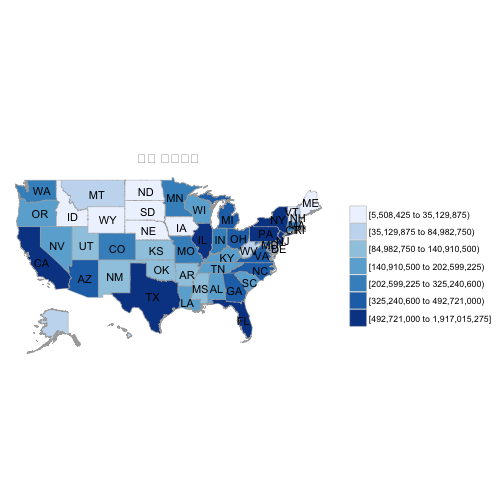 ME
WA
MT
ND
MN
VT
NH
OR
ID
SD
WI
MI
NY
MA
WY
IA
PA
NE
NJ
NV
UT
CO
IL
IN
OH
MD
DE
CA
KS
MO
KY
WV
VA
AZ
NM
OK
AR
TN
NC
SC
TX
LA
MS
AL
GA
FL
[5,508,425 to 35,129,875)
[35,129,875 to 84,982,750)
[84,982,750 to 140,910,500)
[140,910,500 to 202,599,225)
[202,599,225 to 325,240,600)
[325,240,600 to 492,721,000)
[492,721,000 to 1,917,015,275]